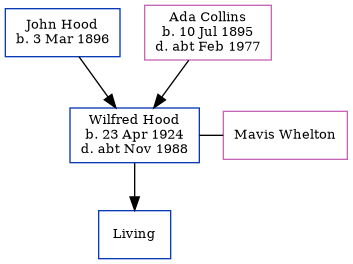 John Hood
b. 3 Mar 1896
Ada Collins
b. 10 Jul 1895
d. abt Feb 1977
Wilfred Hood
b. 23 Apr 1924
d. abt Nov 1988
Mavis Whelton
Living